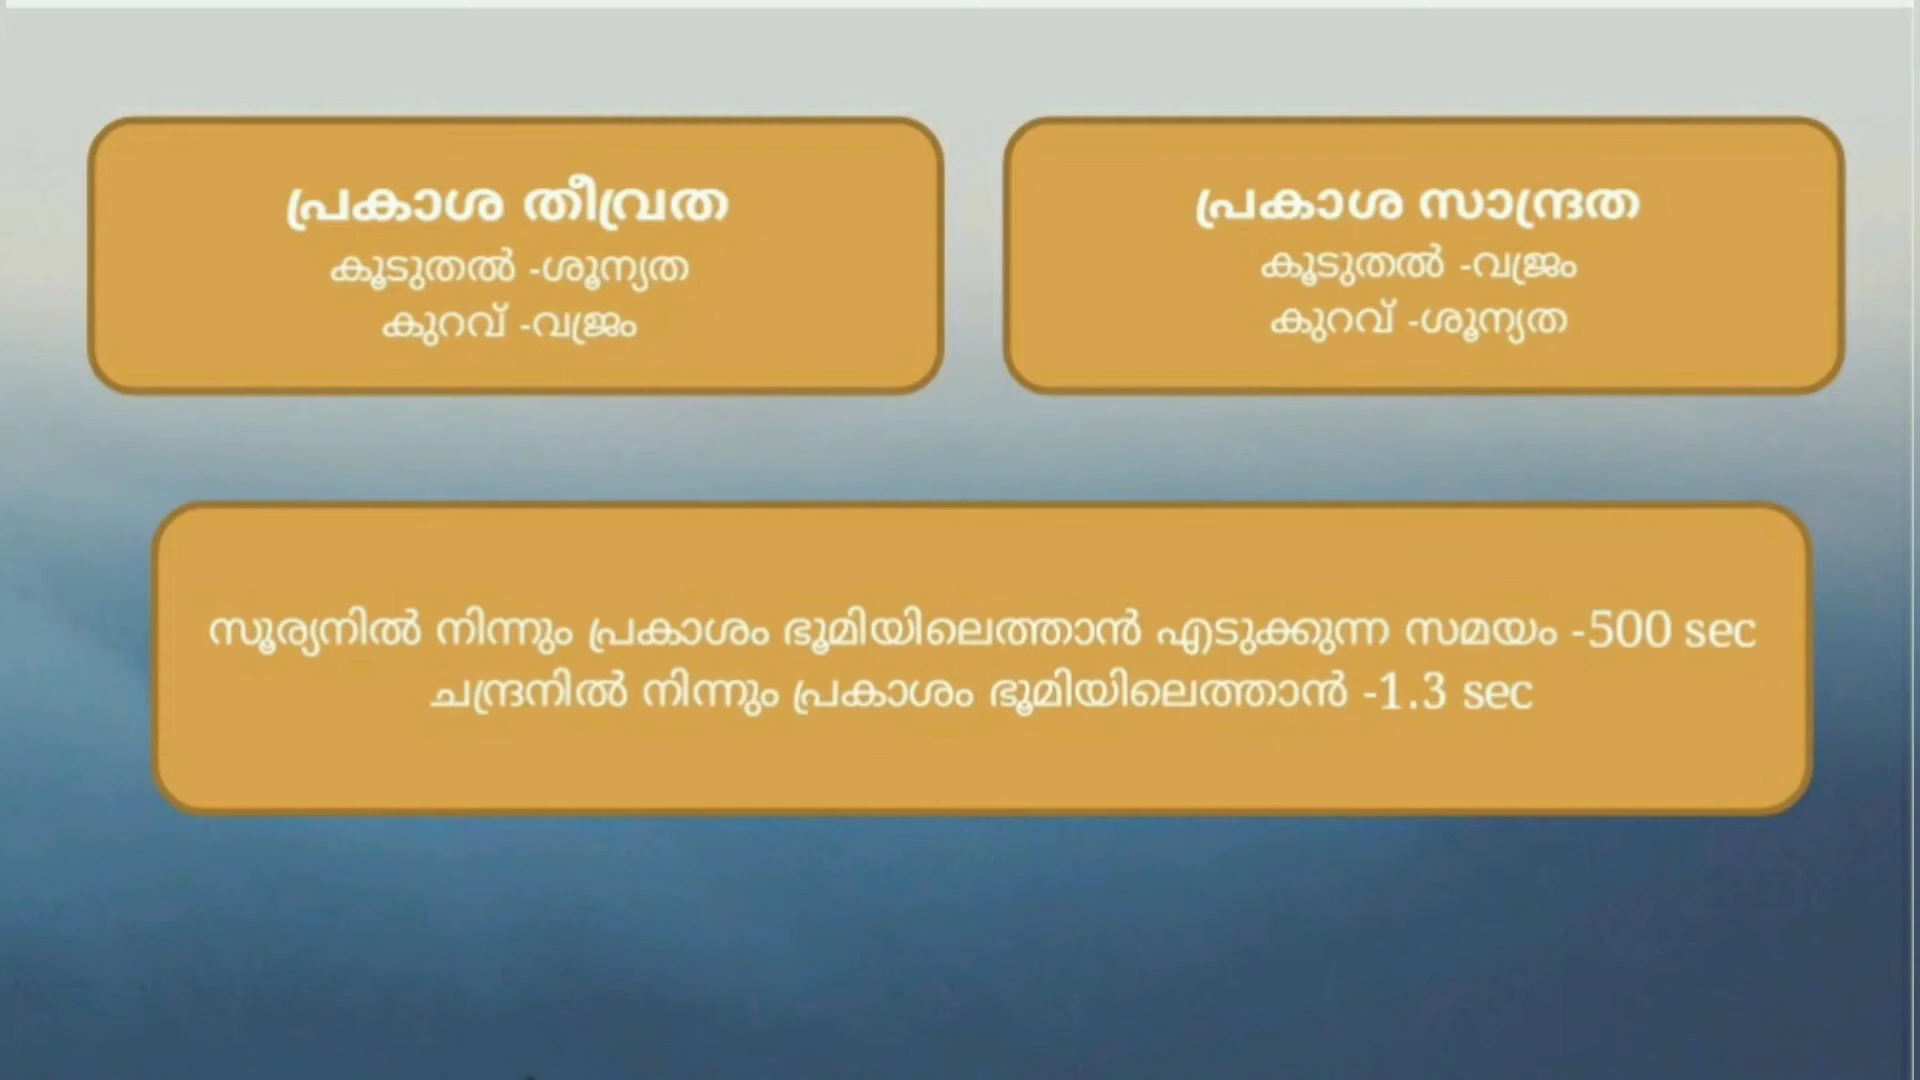 പ്രകാശ തീവ്രത
കൂടുതൽ -ശൂന്യത
കുറവ് -വജ്രം
പ്രകാശ സാന്ദ്രത
കൂടുതൽ -വജ്രം
കുറവ് -ശൂന്യത
സൂര്യനിൽ നിന്നും പ്രകാശം ഭൂമിയിലെത്താൻ എടുക്കുന്ന സമയം -500 sec
ചന്ദ്രനിൽ നിന്നും പ്രകാശം ഭൂമിയിലെത്താൻ -1.3 sec